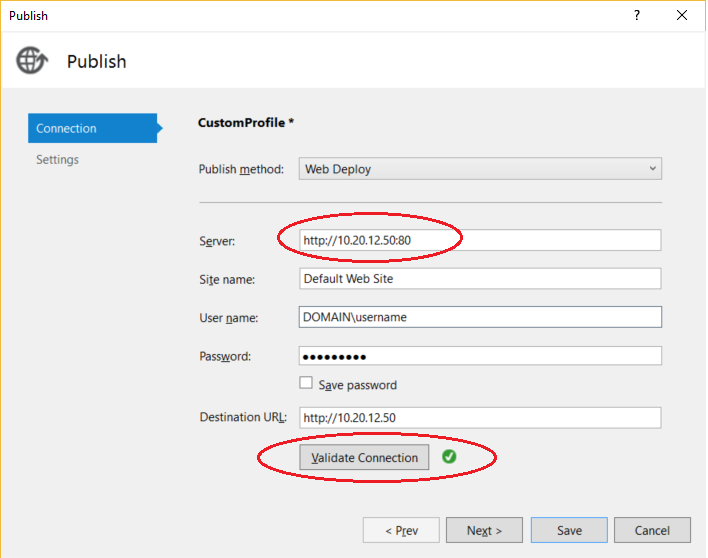 Publish
?
Publish
Connection
Settings
CustomProfile *
Publish method: Web Deploy
Server: http://10.20.12.50:80
Site name: Default Web Site
User name: DOMAIN\username
Password: ●●●●●●●●●
Save password
Destination URL: http://10.20.12.50
Validate Connection
< Prev Next > Save Cancel